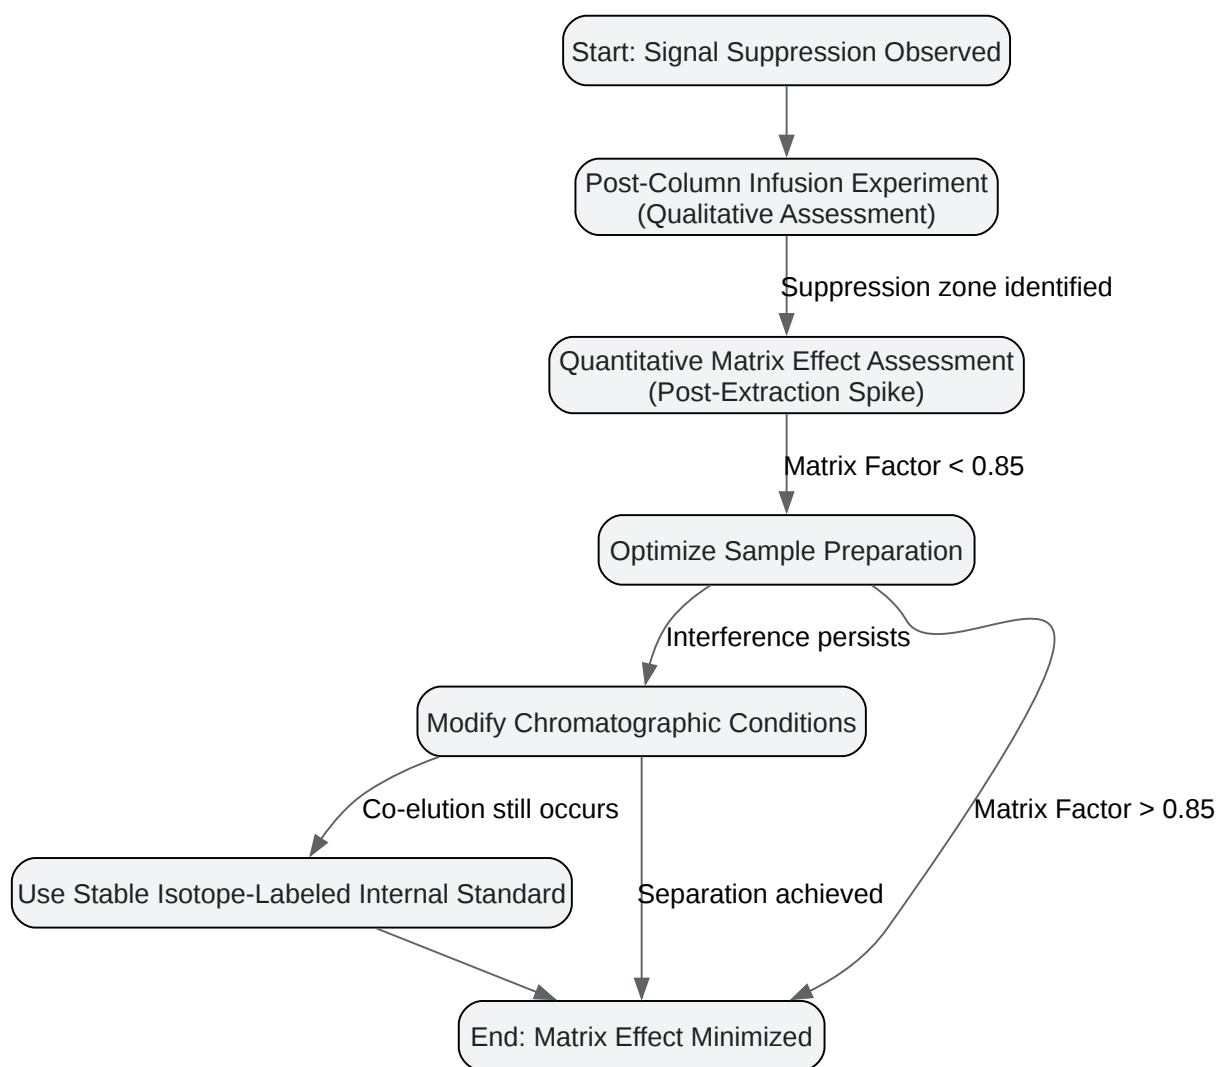 Start: Signal Suppression Observed
Post-Column Infusion Experiment
(Qualitative Assessment)
Suppression zone identified
Quantitative Matrix Effect Assessment
(Post-Extraction Spike)
Matrix Factor < 0.85
Optimize Sample Preparation
Interference persists
Modify Chromatographic Conditions
Co-elution still occurs
Matrix Factor > 0.85
Use Stable Isotope-Labeled Internal Standard
Separation achieved
End: Matrix Effect Minimized